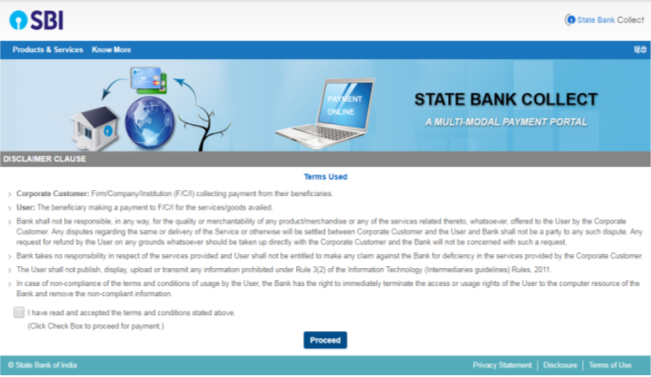 SBI
State Bank Collect
Products & Services Know More
हिंदी
PAYMENT
ONLINE
STATE BANK COLLECT
A MULTI-MODAL PAYMENT PORTAL
DISCLAIMER CLAUSE
Terms Used
Corporate Customer: Firm/Company/Institution (F/C/I) collecting payment from their beneficiaries.
User: The beneficiary making a payment to F/C/I for the services/goods availed.
Bank shall not be responsible, in any way, for the quality or merchantability of any product/merchandise or any of the services related thereto, whatsoever, offered to the User by the Corporate
Customer. Any disputes regarding the same or delivery of the Service or otherwise will be settled between Corporate Customer and the User and Bank shall not be a party to any such dispute. Any
request for refund by the User on any grounds whatsoever should be taken up directly with the Corporate Customer and the Bank will not be concerned with such a request.
Bank takes no responsibility in respect of the services provided and User shall not be entitled to make any claim against the Bank for deficiency in the services provided by the Corporate Customer.
The User shall not publish, display, upload or transmit any information prohibited under Rule 3(2) of the Information Technology (Intermediaries guidelines) Rules, 2011.
In case of non-compliance of the terms and conditions of usage by the User, the Bank has the right to immediately terminate the access or usage rights of the User to the computer resource of the
Bank and remove the non-compliant information.
I have read and accepted the terms and conditions stated above.
(Click Check Box to proceed for payment.)
Proceed
© State Bank of India
Privacy Statement | Disclosure | Terms of Use